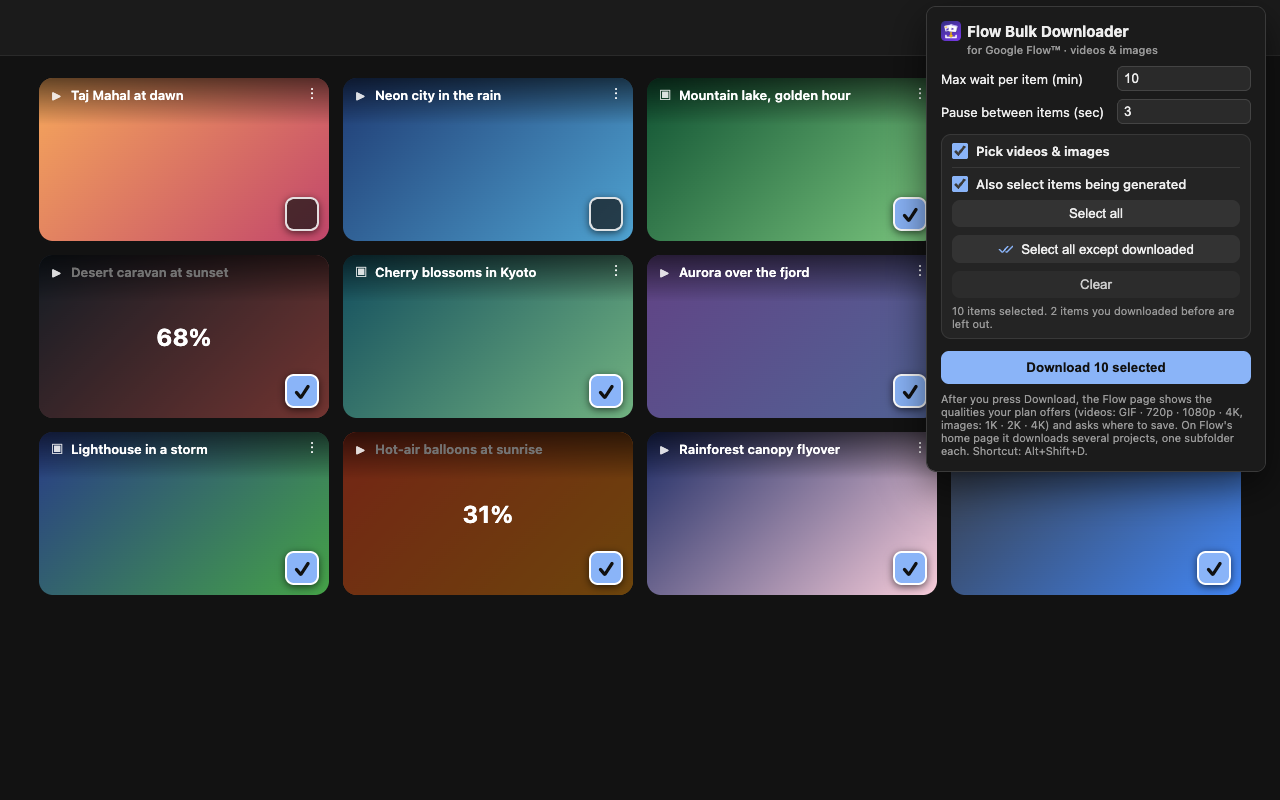 Flow Bulk Downloader
for Google Flow™ · videos & images
Max wait per item (min) 10
Pause between items (sec) 3
Pick videos & images
Also select items being generated
Select all
Select all except downloaded
Clear
10 items selected. 2 items you downloaded before are
left out.
Download 10 selected
After you press Download, the Flow page shows the
qualities your plan offers (videos: GIF · 720p · 1080p · 4K,
images: 1K · 2K · 4K) and asks where to save. On Flow's
home page it downloads several projects, one subfolder
each. Shortcut: Alt+Shift+D.
Taj Mahal at dawn
Neon city in the rain
Mountain lake, golden hour
Desert caravan at sunset
68%
Cherry blossoms in Kyoto
Aurora over the fjord
Lighthouse in a storm
Hot-air balloons at sunrise
31%
Rainforest canopy flyover